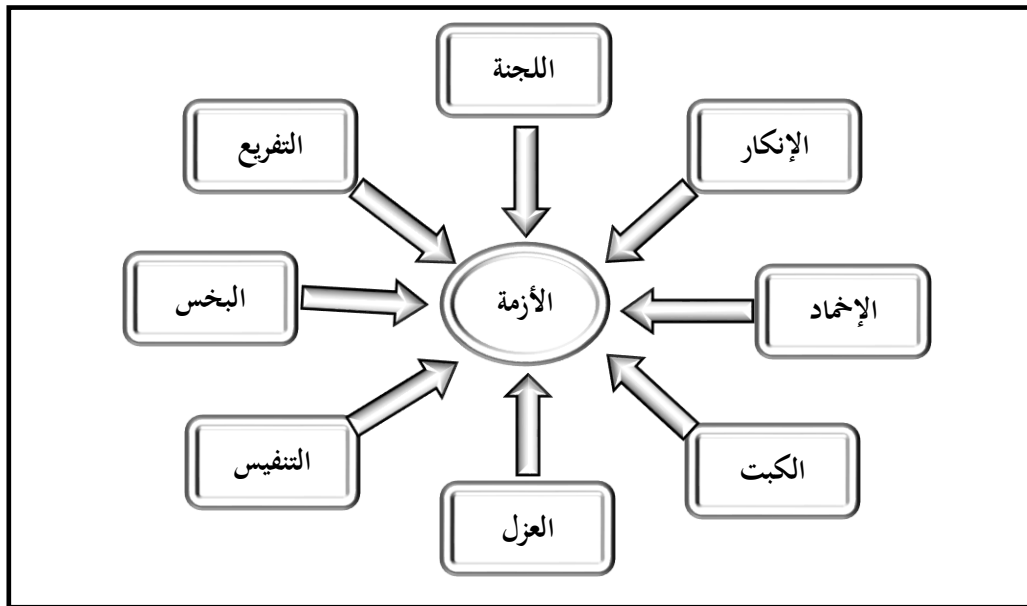 اللجنة
الإنكار
التفريع
الإخماد
الأزمة
البخس
الكبت
التنفيس
العزل